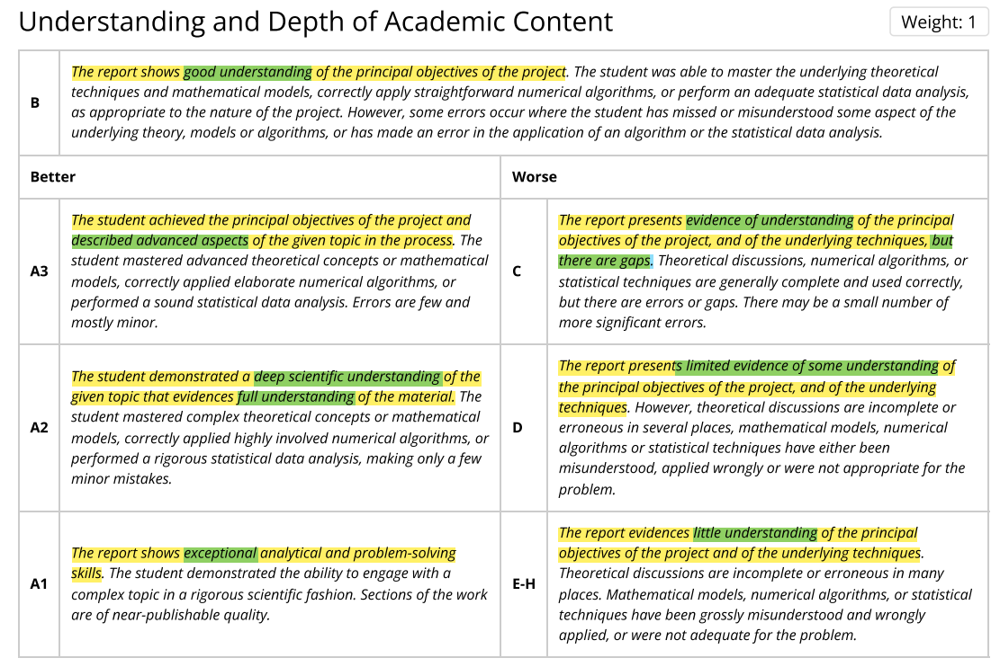 Understanding and Depth of Academic Content
Weight: 1
B
The report shows good understanding of the principal objectives of the project. The student was able to master the underlying theoretical
techniques and mathematical models, correctly apply straightforward numerical algorithms, or perform an adequate statistical data analysis,
as appropriate to the nature of the project. However, some errors occur where the student has missed or misunderstood some aspect of the
underlying theory, models or algorithms, or has made an error in the application of an algorithm or the statistical data analysis.
Better
Worse
A3
The student achieved the principal objectives of the project and
described advanced aspects of the given topic in the process. The
student mastered advanced theoretical concepts or mathematical
models, correctly applied elaborate numerical algorithms, or
performed a sound statistical data analysis. Errors are few and
mostly minor.
C
The report presents evidence of understanding of the principal
objectives of the project, and of the underlying techniques, but
there are gaps. Theoretical discussions, numerical algorithms, or
statistical techniques are generally complete and used correctly,
but there are errors or gaps. There may be a small number of
more significant errors.
A2
The student demonstrated a deep scientific understanding of the
given topic that evidences full understanding of the material. The
student mastered complex theoretical concepts or mathematical
models, correctly applied highly involved numerical algorithms, or
performed a rigorous statistical data analysis, making only a few
minor mistakes.
D
The report presents limited evidence of some understanding of
the principal objectives of the project, and of the underlying
techniques. However, theoretical discussions are incomplete or
erroneous in several places, mathematical models, numerical
algorithms or statistical techniques have either been
misunderstood, applied wrongly or were not appropriate for the
problem.
A1
The report shows exceptional analytical and problem-solving
skills. The student demonstrated the ability to engage with a
complex topic in a rigorous scientific fashion. Sections of the work
are of near-publishable quality.
E-H
The report evidences little understanding of the principal
objectives of the project and of the underlying techniques.
Theoretical discussions are incomplete or erroneous in many
places. Mathematical models, numerical algorithms, or statistical
techniques have been grossly misunderstood and wrongly
applied, or were not adequate for the problem.